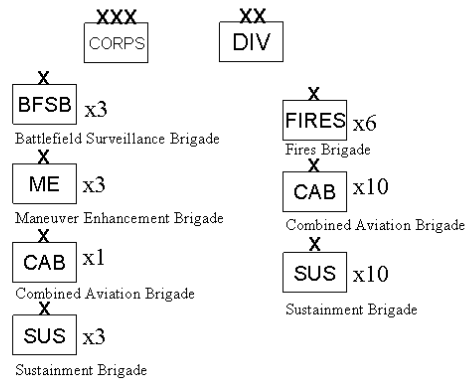 XXX
CORPS
XX
DIV
X
BFSB x3
Battlefield Surveillance Brigade
X
ME x3
Maneuver Enhancement Brigade
X
CAB x1
Combined Aviation Brigade
X
SUS x3
Sustainment Brigade
X
FIRES x6
Fires Brigade
X
CAB x10
Combined Aviation Brigade
X
SUS x10
Sustainment Brigade